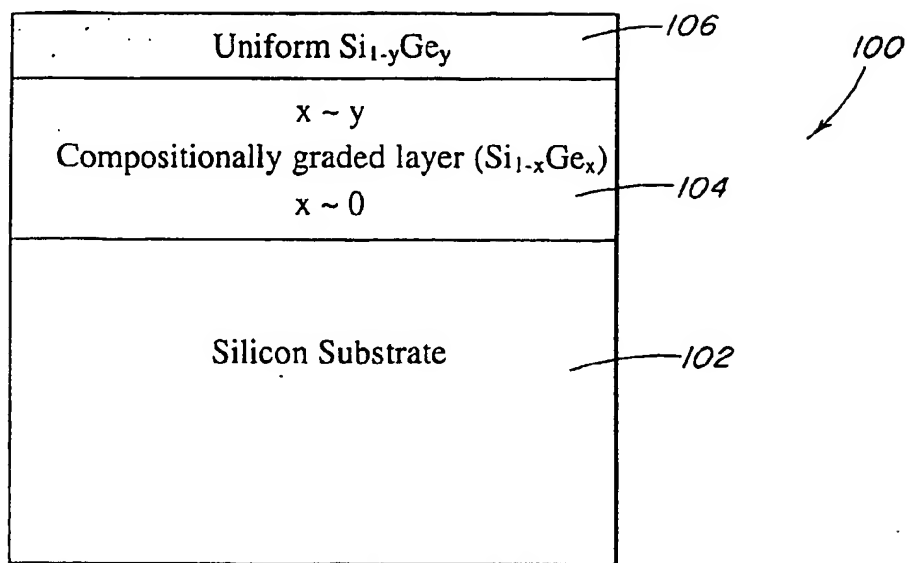 Uniform Si₁₋yGey
106
100
x ~ y
Compositionally graded layer (Si₁₋ₓGeₓ)
104
x ~ 0
Silicon Substrate
102